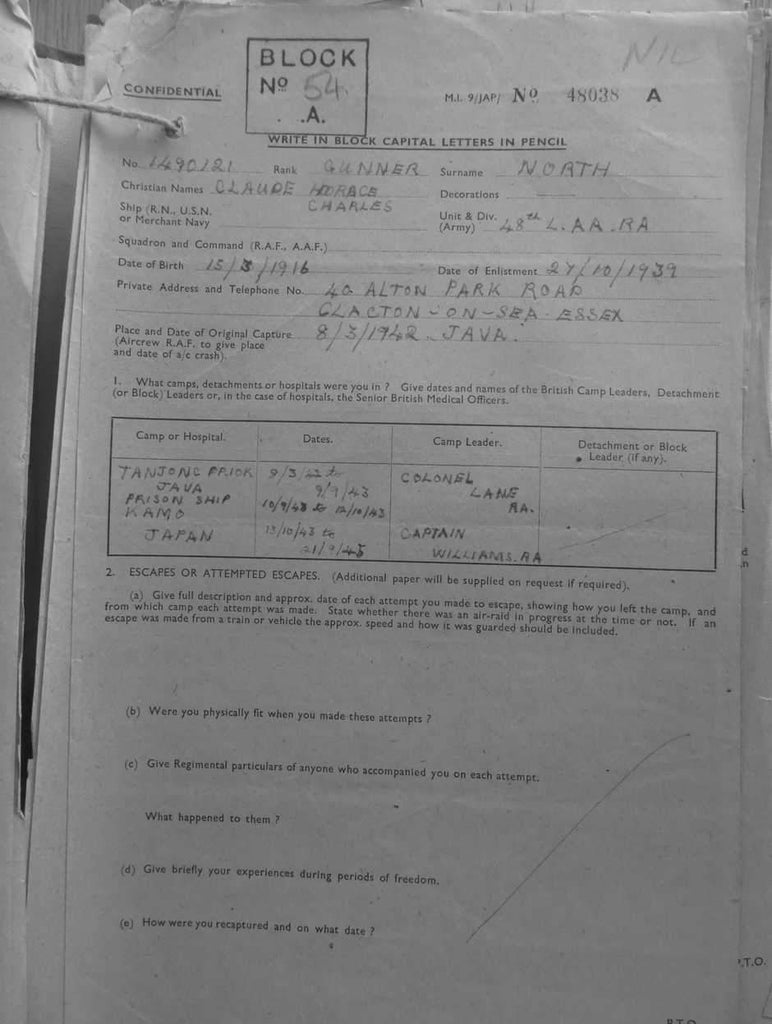 BLOCK
Nº 54.
. .A.
NIL
CONFIDENTIAL
M.I. 9/JAP/ Nº 48038 A
WRITE IN BLOCK CAPITAL LETTERS IN PENCIL
No. 1490121 Rank GUNNER Surname NORTH
Christian Names CLAUDE HORACE Decorations
CHARLES
Ship (R.N., U.S.N. or Merchant Navy
Unit & Div. (Army) 48th L. AA. RA
Squadron and Command (R.A.F., A.A.F.)
Date of Birth 15/3/1916 Date of Enlistment 27/10/1939
Private Address and Telephone No. 40 ALTON PARK ROAD
CLACTON-ON-SEA ESSEX
Place and Date of Original Capture 8/3/1942. JAVA.
(Aircrew R.A.F. to give place
and date of a/c crash).
1. What camps, detachments or hospitals were you in ? Give dates and names of the British Camp Leaders, Detachment
(or Block) Leaders or, in the case of hospitals, the Senior British Medical Officers.
Camp or Hospital. Dates. Camp Leader. Detachment or Block
Leader (if any).
TANJONG PRIOK 9/3/42 to COLONEL
JAVA 9/9/43 LANE
PRISON SHIP 10/9/43 to 12/10/43 RA.
KAMO
JAPAN 13/10/43 to CAPTAIN
21/9/45 WILLIAMS. RA
2. ESCAPES OR ATTEMPTED ESCAPES. (Additional paper will be supplied on request if required).
(a) Give full description and approx. date of each attempt you made to escape, showing how you left the camp, and
from which camp each attempt was made. State whether there was an air-raid in progress at the time or not. If an
escape was made from a train or vehicle the approx. speed and how it was guarded should be included.
(b) Were you physically fit when you made these attempts ?
(c) Give Regimental particulars of anyone who accompanied you on each attempt.
What happened to them ?
(d) Give briefly your experiences during periods of freedom.
(e) How were you recaptured and on what date ?
P.T.O.
P.T.O.